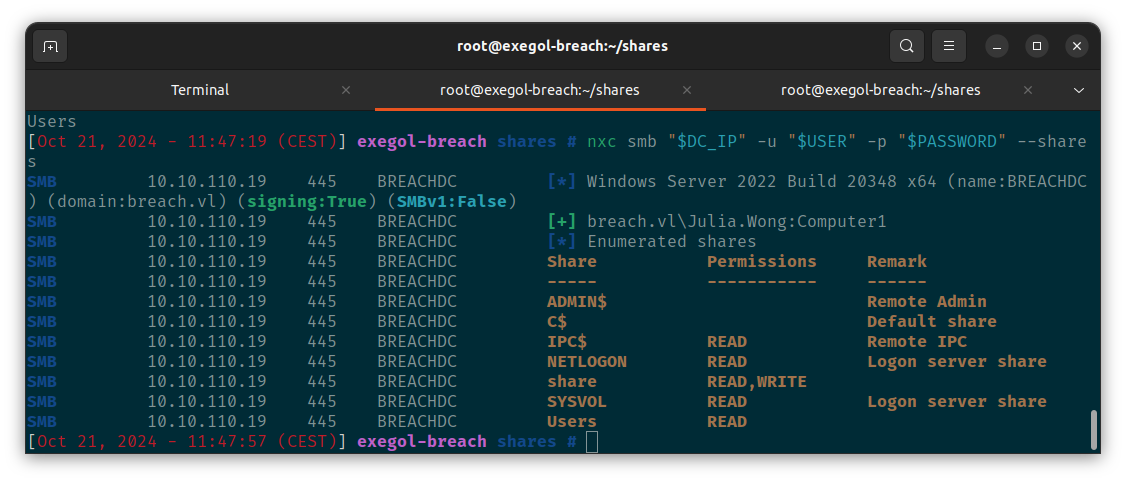 root@exegol-breach:~/shares
Terminal
root@exegol-breach:~/shares
root@exegol-breach:~/shares
Users
[Oct 21, 2024 - 11:47:19 (CEST)] exegol-breach shares # nxc smb "$DC_IP" -u "$USER" -p "$PASSWORD" --share
s
SMB 10.10.110.19 445 BREACHDC [*] Windows Server 2022 Build 20348 x64 (name:BREACHDC
) (domain:breach.vl) (signing:True) (SMBv1:False)
SMB 10.10.110.19 445 BREACHDC [+] breach.vl\Julia.Wong:Computer1
SMB 10.10.110.19 445 BREACHDC [*] Enumerated shares
SMB 10.10.110.19 445 BREACHDC Share Permissions Remark
SMB 10.10.110.19 445 BREACHDC ----- ----------- ------
SMB 10.10.110.19 445 BREACHDC ADMIN$ Remote Admin
SMB 10.10.110.19 445 BREACHDC C$ Default share
SMB 10.10.110.19 445 BREACHDC IPC$ READ Remote IPC
SMB 10.10.110.19 445 BREACHDC NETLOGON READ Logon server share
SMB 10.10.110.19 445 BREACHDC share READ,WRITE
SMB 10.10.110.19 445 BREACHDC SYSVOL READ Logon server share
SMB 10.10.110.19 445 BREACHDC Users READ
[Oct 21, 2024 - 11:47:57 (CEST)] exegol-breach shares #